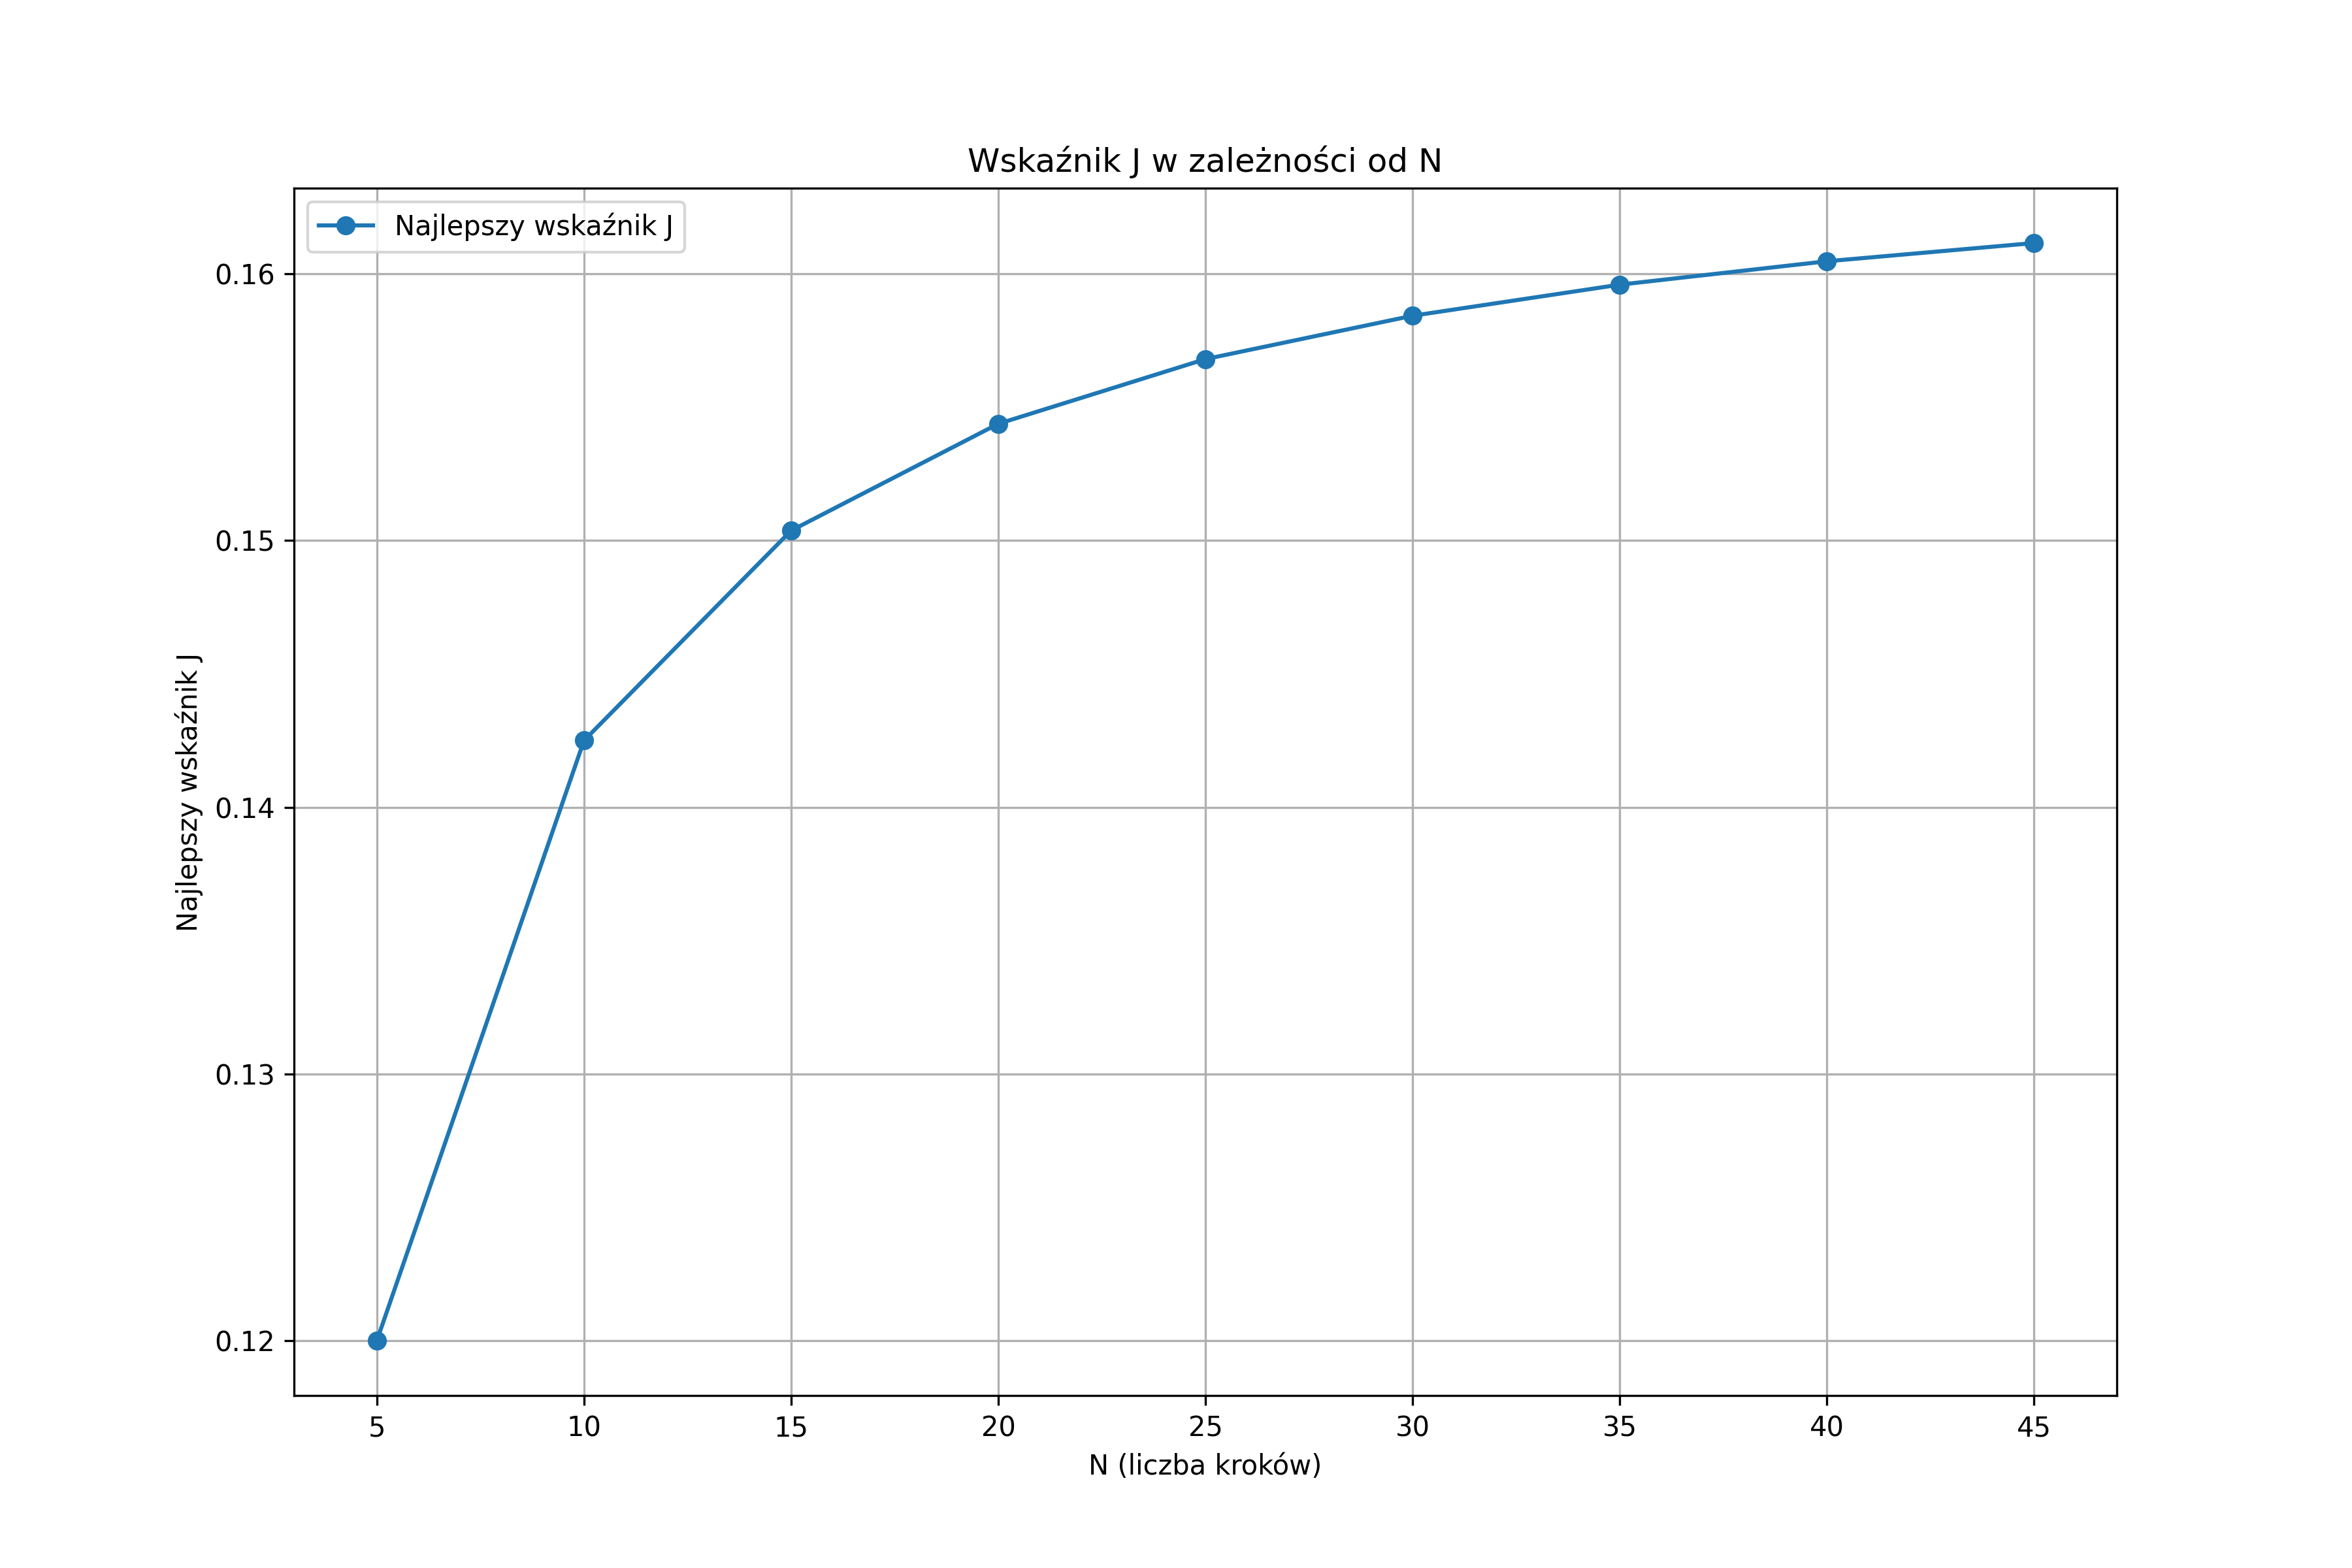 Wskaźnik J w zależności od N
Najlepszy wskaźnik J
Najlepszy wskaźnik J
0.16
0.15
0.14
0.13
0.12
5 10 15 20 25 30 35 40 45
N (liczba kroków)